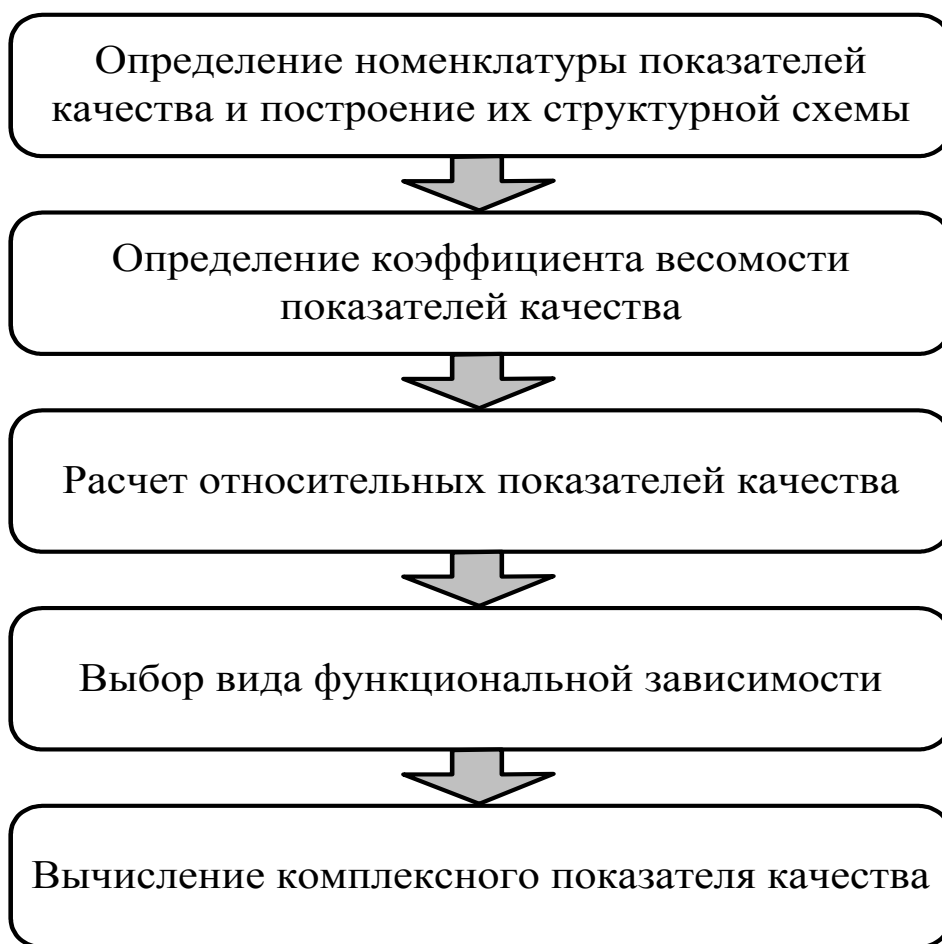 Определение номенклатуры показателей
качества и построение их структурной схемы
Определение коэффициента весомости
показателей качества
Расчет относительных показателей качества
Выбор вида функциональной зависимости
Вычисление комплексного показателя качества